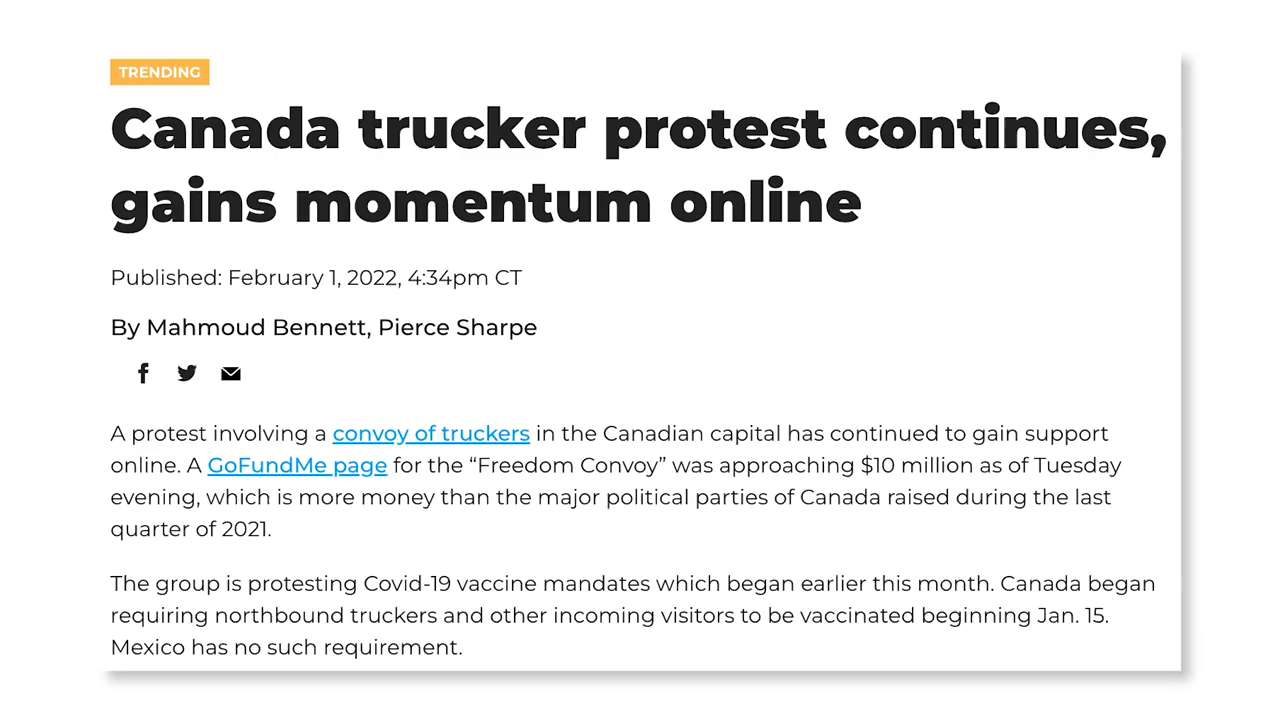 TRENDING
Canada trucker protest continues,
gains momentum online
Published: February 1, 2022, 4:34pm CT
By Mahmoud Bennett, Pierce Sharpe
A protest involving a convoy of truckers in the Canadian capital has continued to gain support
online. A GoFundMe page for the “Freedom Convoy” was approaching $10 million as of Tuesday
evening, which is more money than the major political parties of Canada raised during the last
quarter of 2021.
The group is protesting Covid-19 vaccine mandates which began earlier this month. Canada began
requiring northbound truckers and other incoming visitors to be vaccinated beginning Jan. 15.
Mexico has no such requirement.